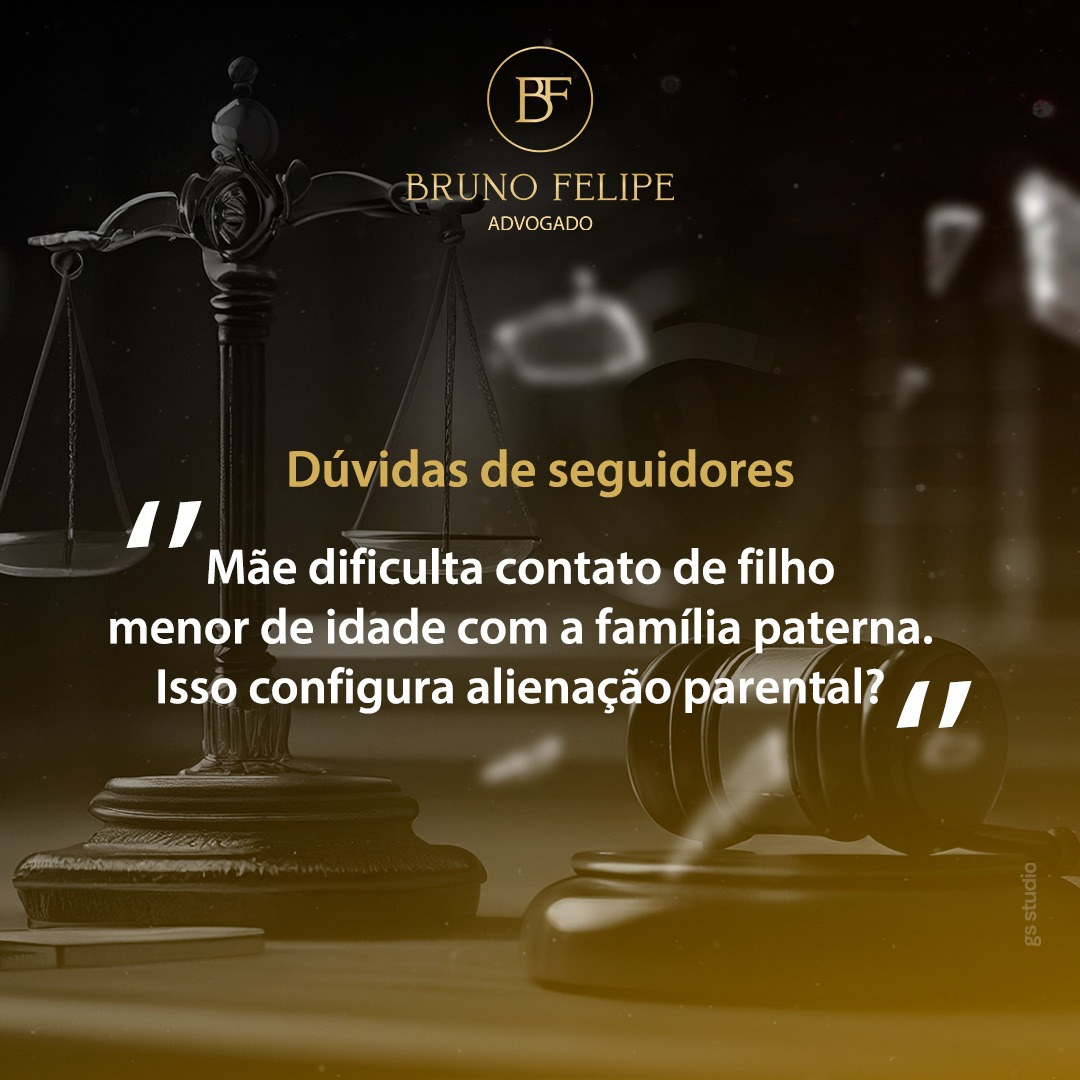 BF
BRUNO FELIPE
ADVOGADO
Dúvidas de seguidores
“Mãe dificulta contato de filho
menor de idade com a família paterna.
Isso configura alienação parental?”
gs studio